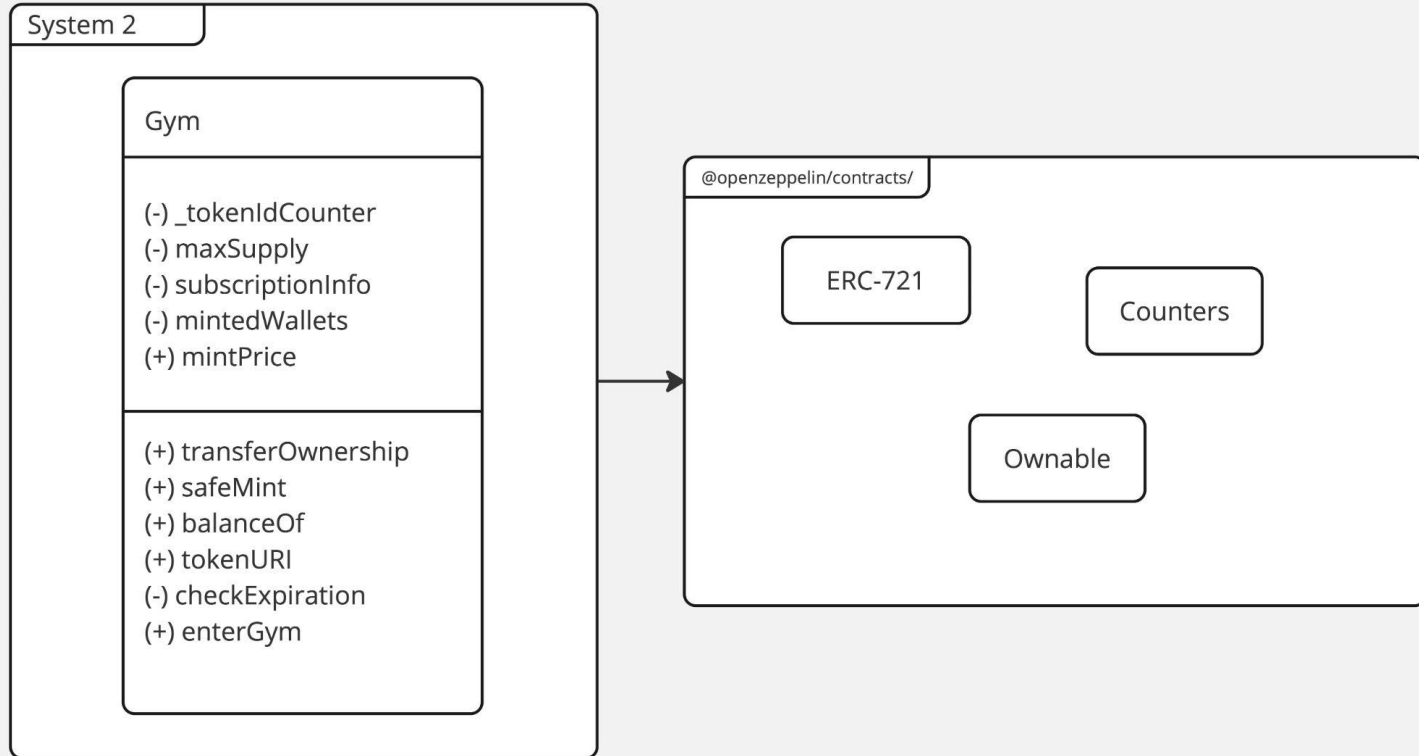 System 2
Gym
(-) _tokenIdCounter
(-) maxSupply
(-) subscriptionInfo
(-) mintedWallets
(+) mintPrice
(+) transferOwnership
(+) safeMint
(+) balanceOf
(+) tokenURI
(-) checkExpiration
(+) enterGym
@openzeppelin/contracts/
ERC-721
Counters
Ownable